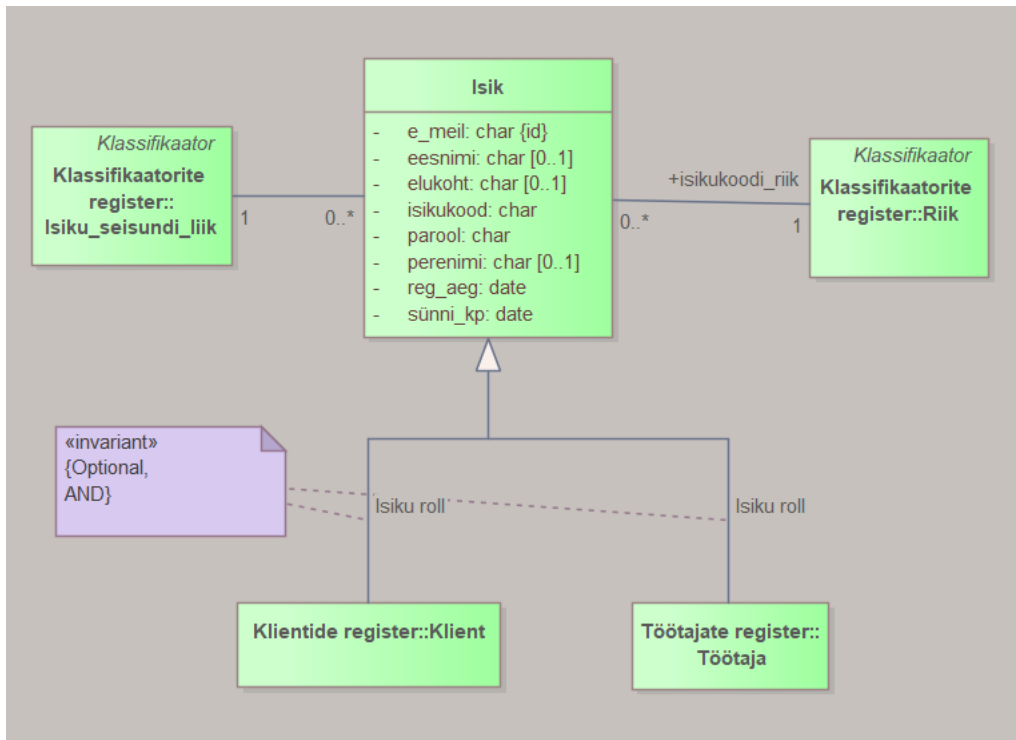 Isik
- e_meil: char {id}
- eesnimi: char [0..1]
- elukoht: char [0..1]
- isikukood: char
- parool: char
- perenimi: char [0..1]
- reg_aeg: date
- sünni_kp: date
Klassifikaator
Klassifikaatorite
register::
Isiku_seisundi_liik
1
0..*
+isikukoodi_riik
0..*
1
Klassifikaator
Klassifikaatorite
register::Riik
«invariant»
{Optional,
AND}
Isiku roll
Isiku roll
Klientide register::Klient
Töötajate register::
Töötaja